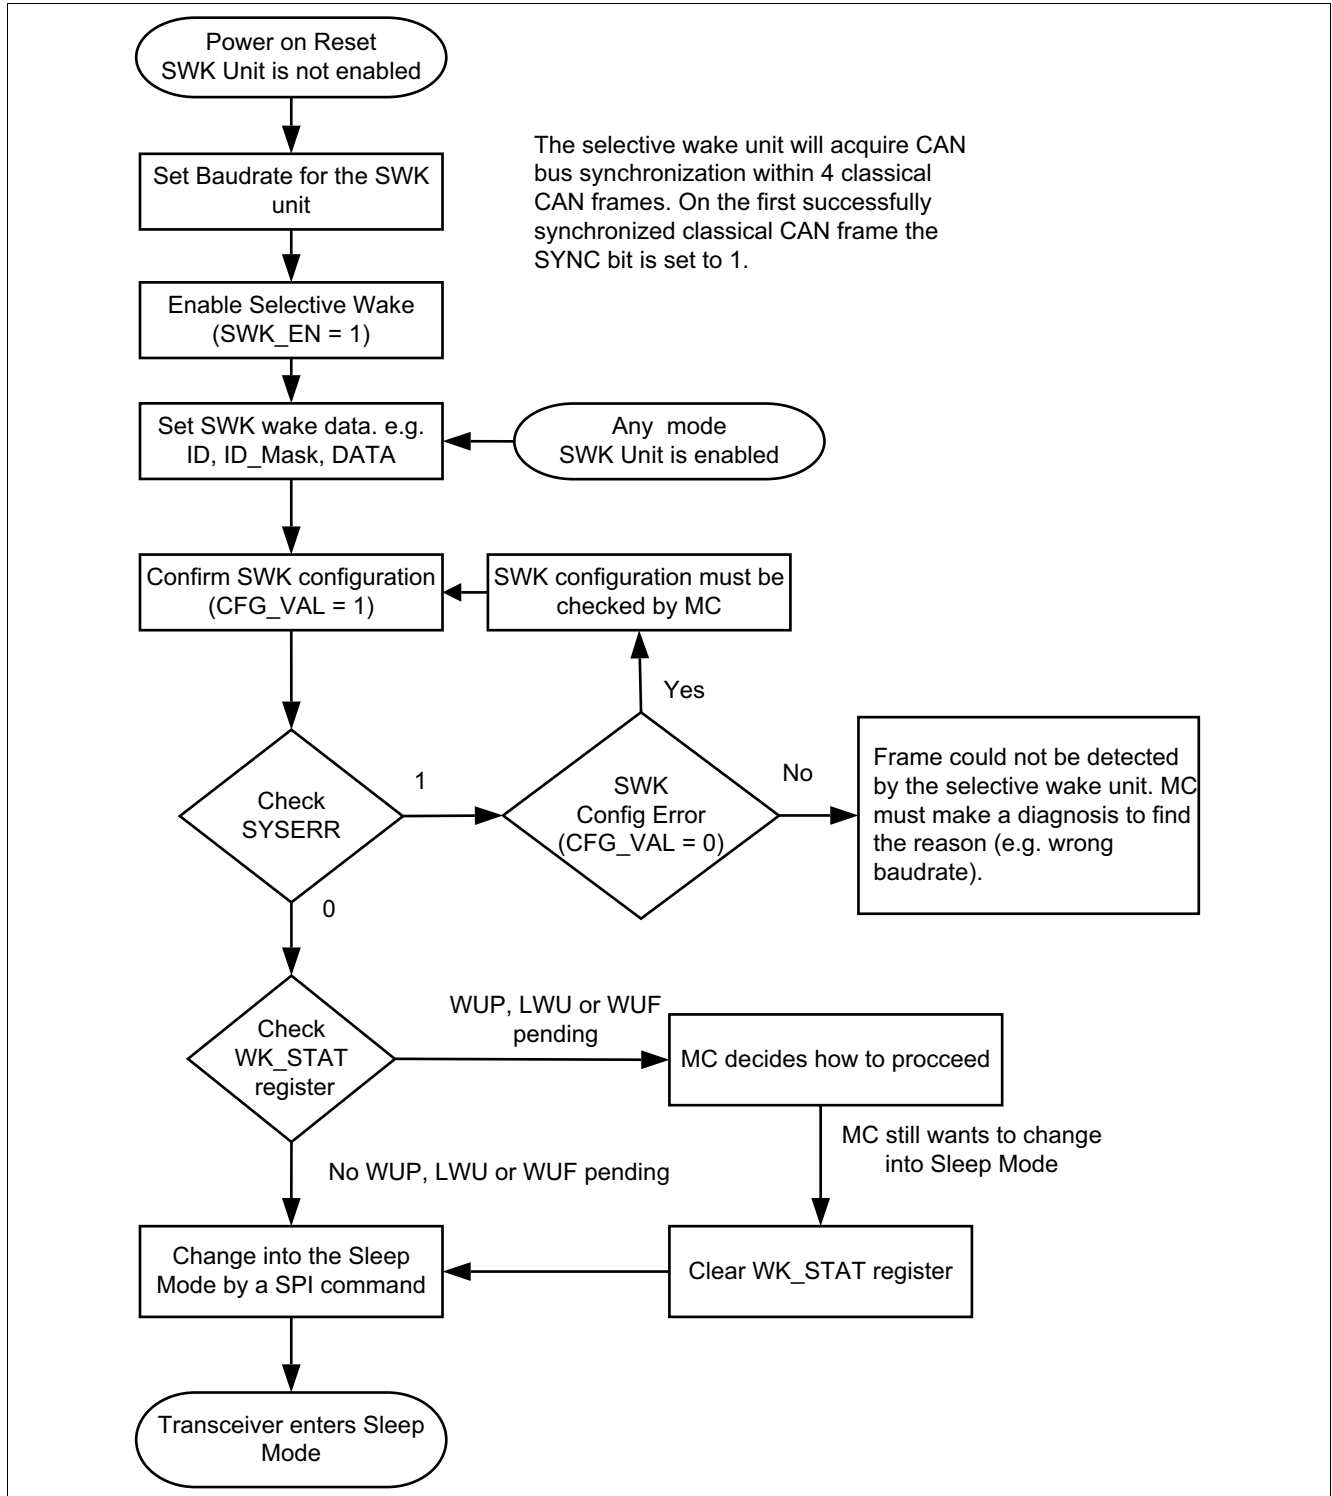 Power on Reset
SWK Unit is not enabled
Set Baudrate for the SWK
unit
The selective wake unit will acquire CAN
bus synchronization within 4 classical
CAN frames. On the first successfully
synchronized classical CAN frame the
SYNC bit is set to 1.
Enable Selective Wake
(SWK_EN = 1)
Set SWK wake data. e.g.
ID, ID_Mask, DATA
Any mode
SWK Unit is enabled
Confirm SWK configuration
(CFG_VAL = 1)
SWK configuration must be
checked by MC
Yes
Check
SYSERR
1
SWK
Config Error
(CFG_VAL = 0)
No
Frame could not be detected
by the selective wake unit. MC
must make a diagnosis to find
the reason (e.g. wrong
baudrate).
0
Check
WK_STAT
register
WUP, LWU or WUF
pending
MC decides how to procceed
MC still wants to change
into Sleep Mode
No WUP, LWU or WUF pending
Change into the Sleep
Mode by a SPI command
Clear WK_STAT register
Transceiver enters Sleep
Mode